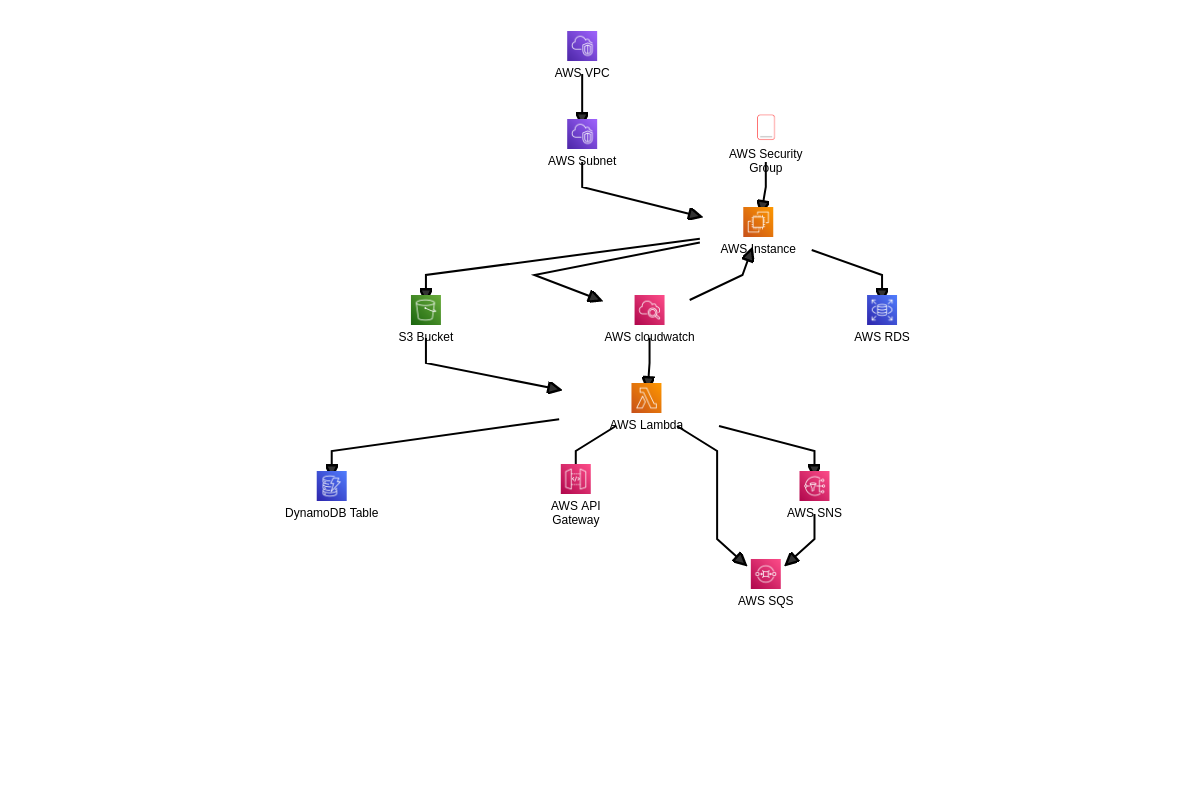 AWS VPC
AWS Subnet
AWS Security
Group
AWS Instance
S3 Bucket
AWS cloudwatch
AWS RDS
AWS Lambda
DynamoDB Table
AWS API
Gateway
AWS SNS
AWS SQS